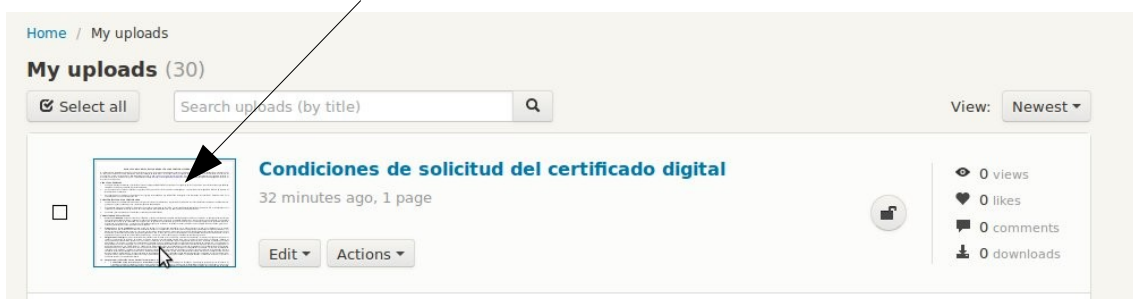 Home / My uploads
My uploads (30)
Select all
Search uploads (by title)
View: Newest
Condiciones de solicitud del certificado digital
32 minutes ago, 1 page
Edit
Actions
0 views
0 likes
0 comments
0 downloads